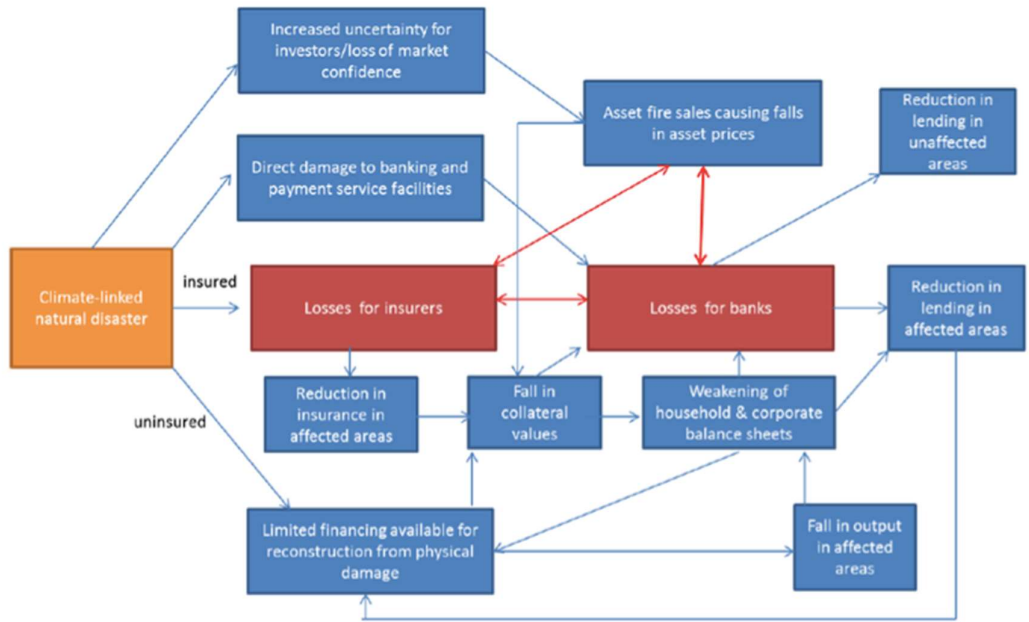 Increased uncertainty for
investors/loss of market
confidence
Asset fire sales causing falls
in asset prices
Reduction in
lending in
unaffected
areas
Direct damage to banking and
payment service facilities
Climate-linked
natural disaster
insured
Losses for insurers
Losses for banks
Reduction in
lending in
affected areas
uninsured
Reduction in
insurance in
affected areas
Fall in
collateral
values
Weakening of
household & corporate
balance sheets
Limited financing available for
reconstruction from physical
damage
Fall in output
in affected
areas